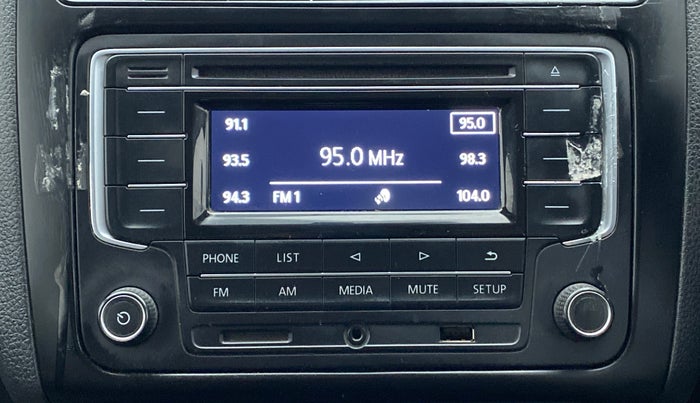 91.1 95.0
93.5 95.0 MHz 98.3
94.3 FM1 104.0
PHONE LIST
FM AM MEDIA MUTE SETUP